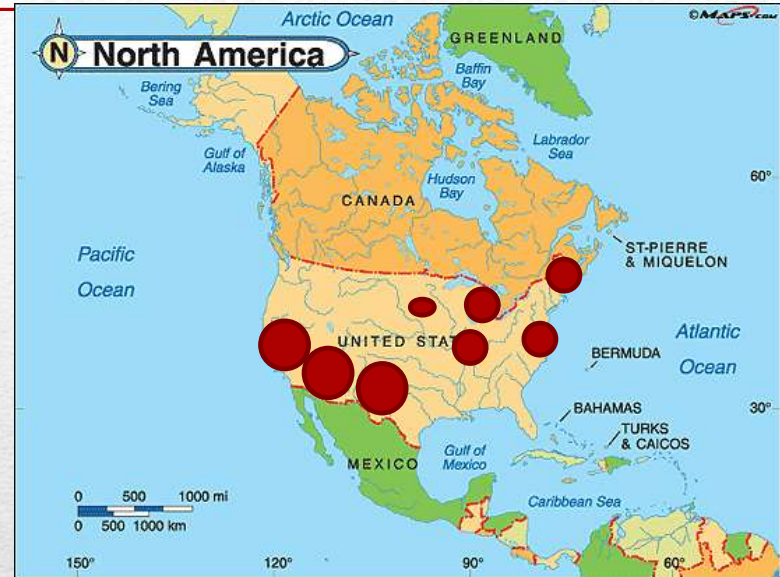 ©MAPS.com
Arctic Ocean
GREENLAND
N North America
Baffin
Bay
Bering
Sea
Labrador
Sea
Gulf of
Alaska
60°
Hudson
Bay
CANADA
ST-PIERRE
& MIQUELON
Pacific
Ocean
Atlantic
Ocean
UNITED STAT
BERMUDA
30°
BAHAMAS
TURKS
& CAICOS
MEXICO
Gulf of
Mexico
0 500 1000 mi
0 500 1000 km
Caribbean Sea
150°
120°
90°
60°